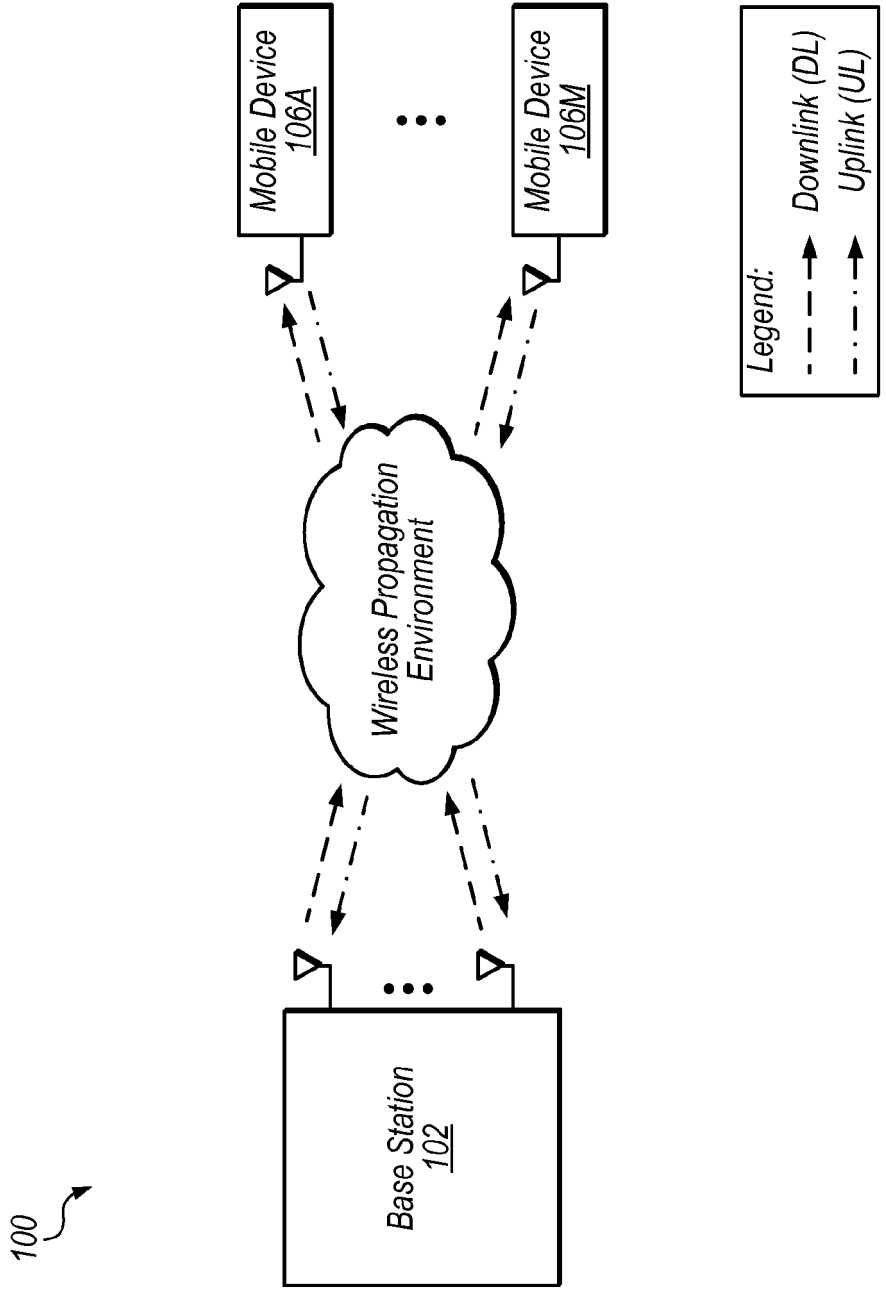 100
Base Station
102
Wireless Propagation
Environment
Mobile Device
106A
Mobile Device
106M
Legend:
Downlink (DL)
Uplink (UL)